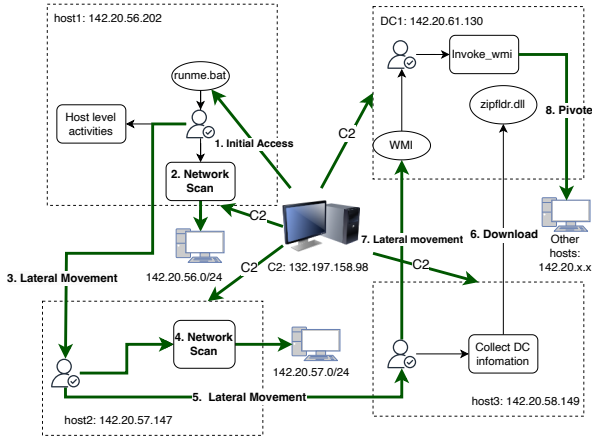 host1: 142.20.56.202
runme.bat
Host level
activities
1. Initial Access
2. Network
Scan
C2
142.20.56.0/24
3. Lateral Movement
C2
C2: 132.197.158.98
C2
DC1: 142.20.61.130
Invoke_wmi
zipfldr.dll
8. Pivote
WMI
7. Lateral movement
6. Download
Other
hosts:
142.20.x.x
C2
4. Network
Scan
142.20.57.0/24
5. Lateral Movement
host2: 142.20.57.147
Collect DC
infomation
host3: 142.20.58.149